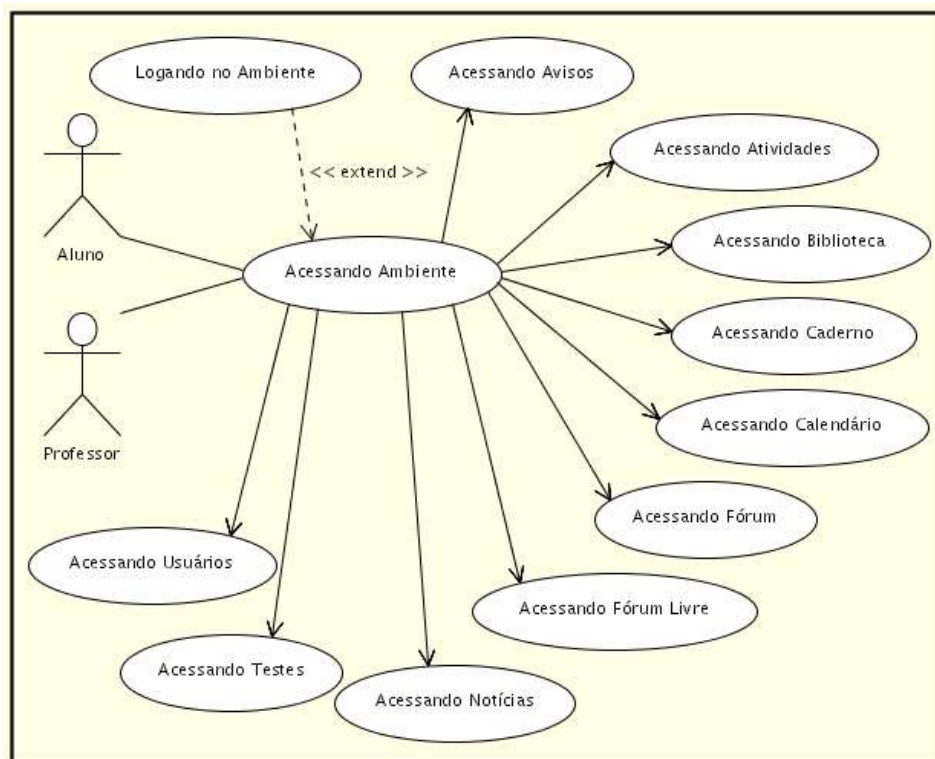 Logando no Ambiente
Acessando Avisos
Acessando Atividades
<< extend >>
Aluno
Acessando Biblioteca
Acessando Ambiente
Acessando Caderno
Acessando Calendário
Professor
Acessando Fórum
Acessando Usuários
Acessando Fórum Livre
Acessando Testes
Acessando Notícias